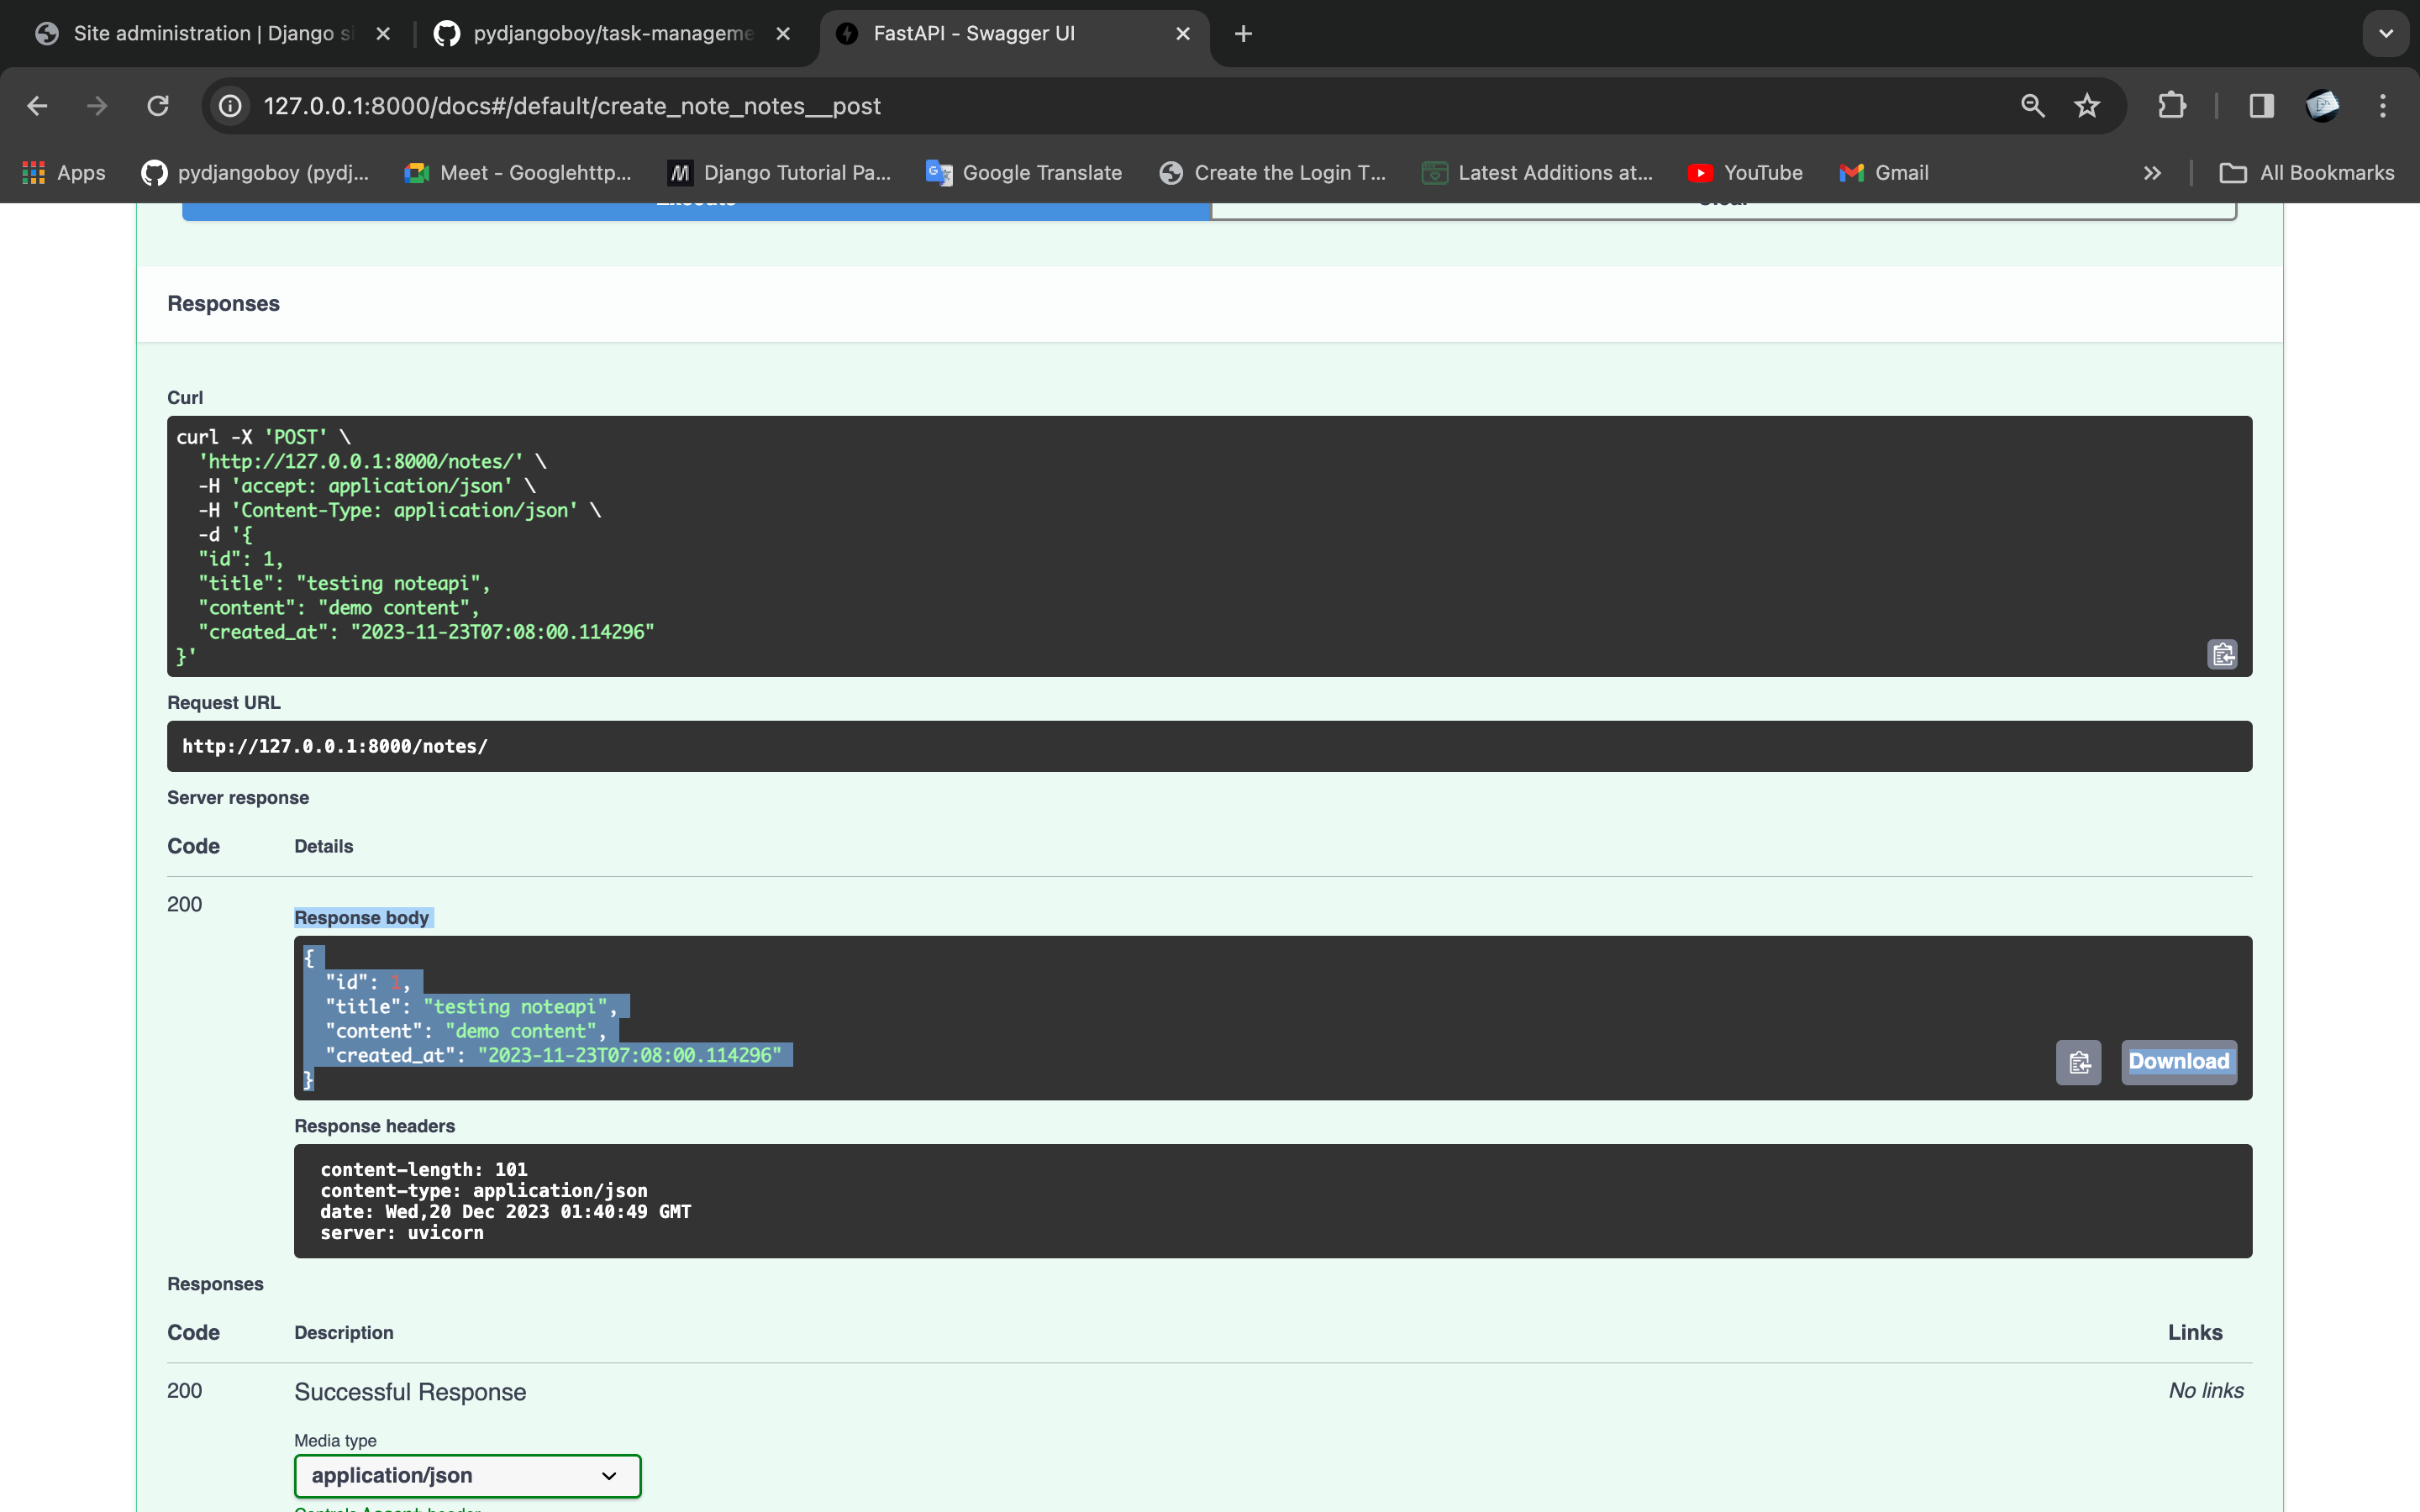 Site administration | Django si
pydjangoboy/task-manageme
FastAPI - Swagger UI
127.0.0.1:8000/docs#/default/create_note_notes__post
Apps
pydjangoboy (pydj...
Meet - Googlehttp...
Django Tutorial Pa...
Google Translate
Create the Login T...
Latest Additions at...
YouTube
Gmail
All Bookmarks
Execute
Clear
Responses
Curl
curl -X 'POST' \
'http://127.0.0.1:8000/notes/' \
-H 'accept: application/json' \
-H 'Content-Type: application/json' \
-d '{
"id": 1,
"title": "testing noteapi",
"content": "demo content",
"created_at": "2023-11-23T07:08:00.114296"
}'
Request URL
http://127.0.0.1:8000/notes/
Server response
Code Details
200
Response body
{
"id": 1,
"title": "testing noteapi",
"content": "demo content",
"created_at": "2023-11-23T07:08:00.114296"
}
Download
Response headers
content-length: 101
content-type: application/json
date: Wed,20 Dec 2023 01:40:49 GMT
server: uvicorn
Responses
Code Description Links
200 Successful Response No links
Media type
application/json
Controls Accept header